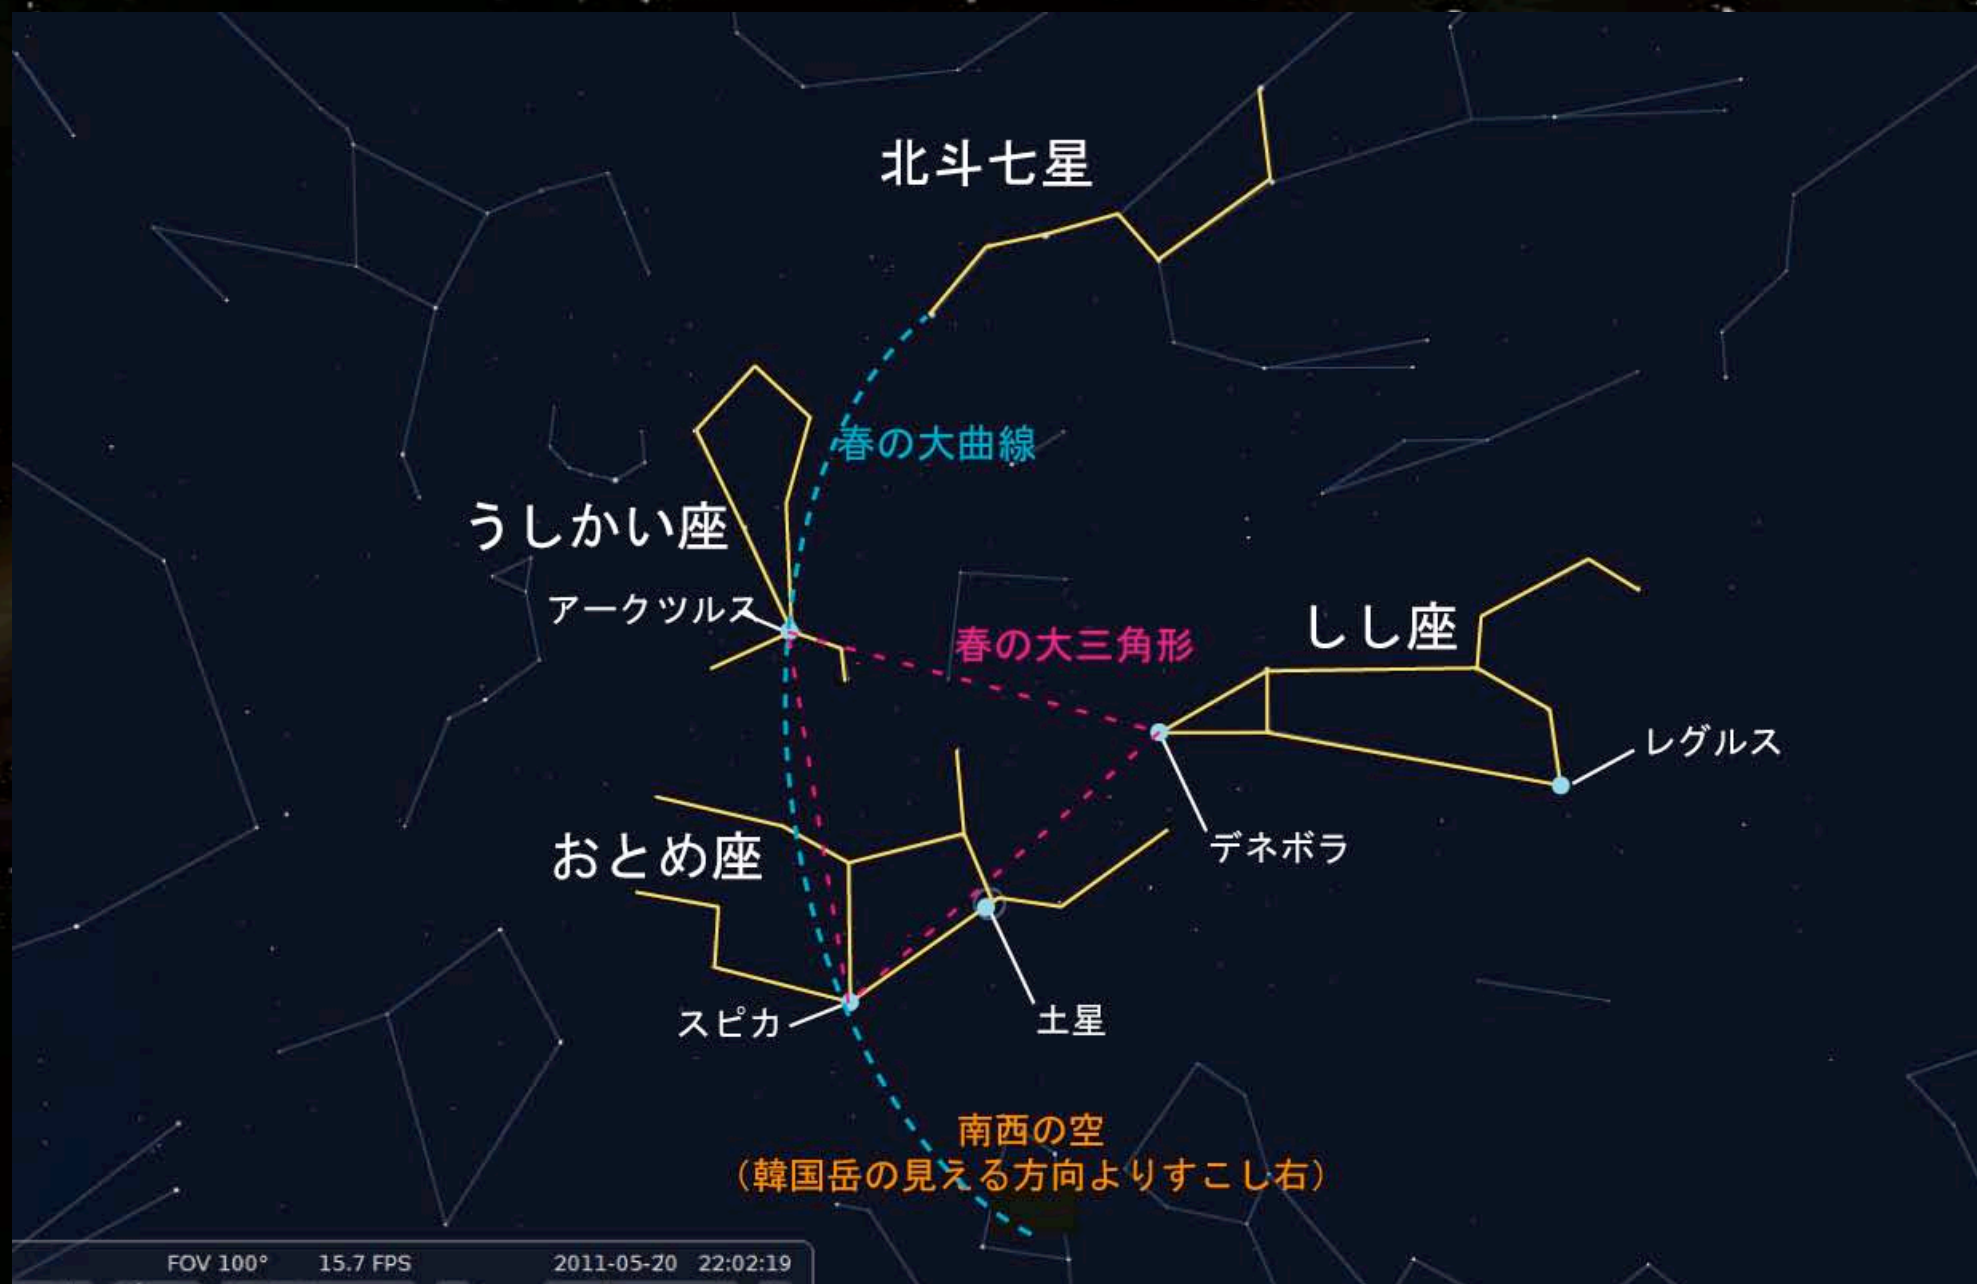 北斗七星
春の大曲線
うしかい座
アークツルス
春の大三角形
しし座
レグルス
デネボラ
おとめ座
スピカ
土星
南西の空
（韓国岳の見える方向よりすこし右）
FOV 100° 15.7 FPS 2011-05-20 22:02:19